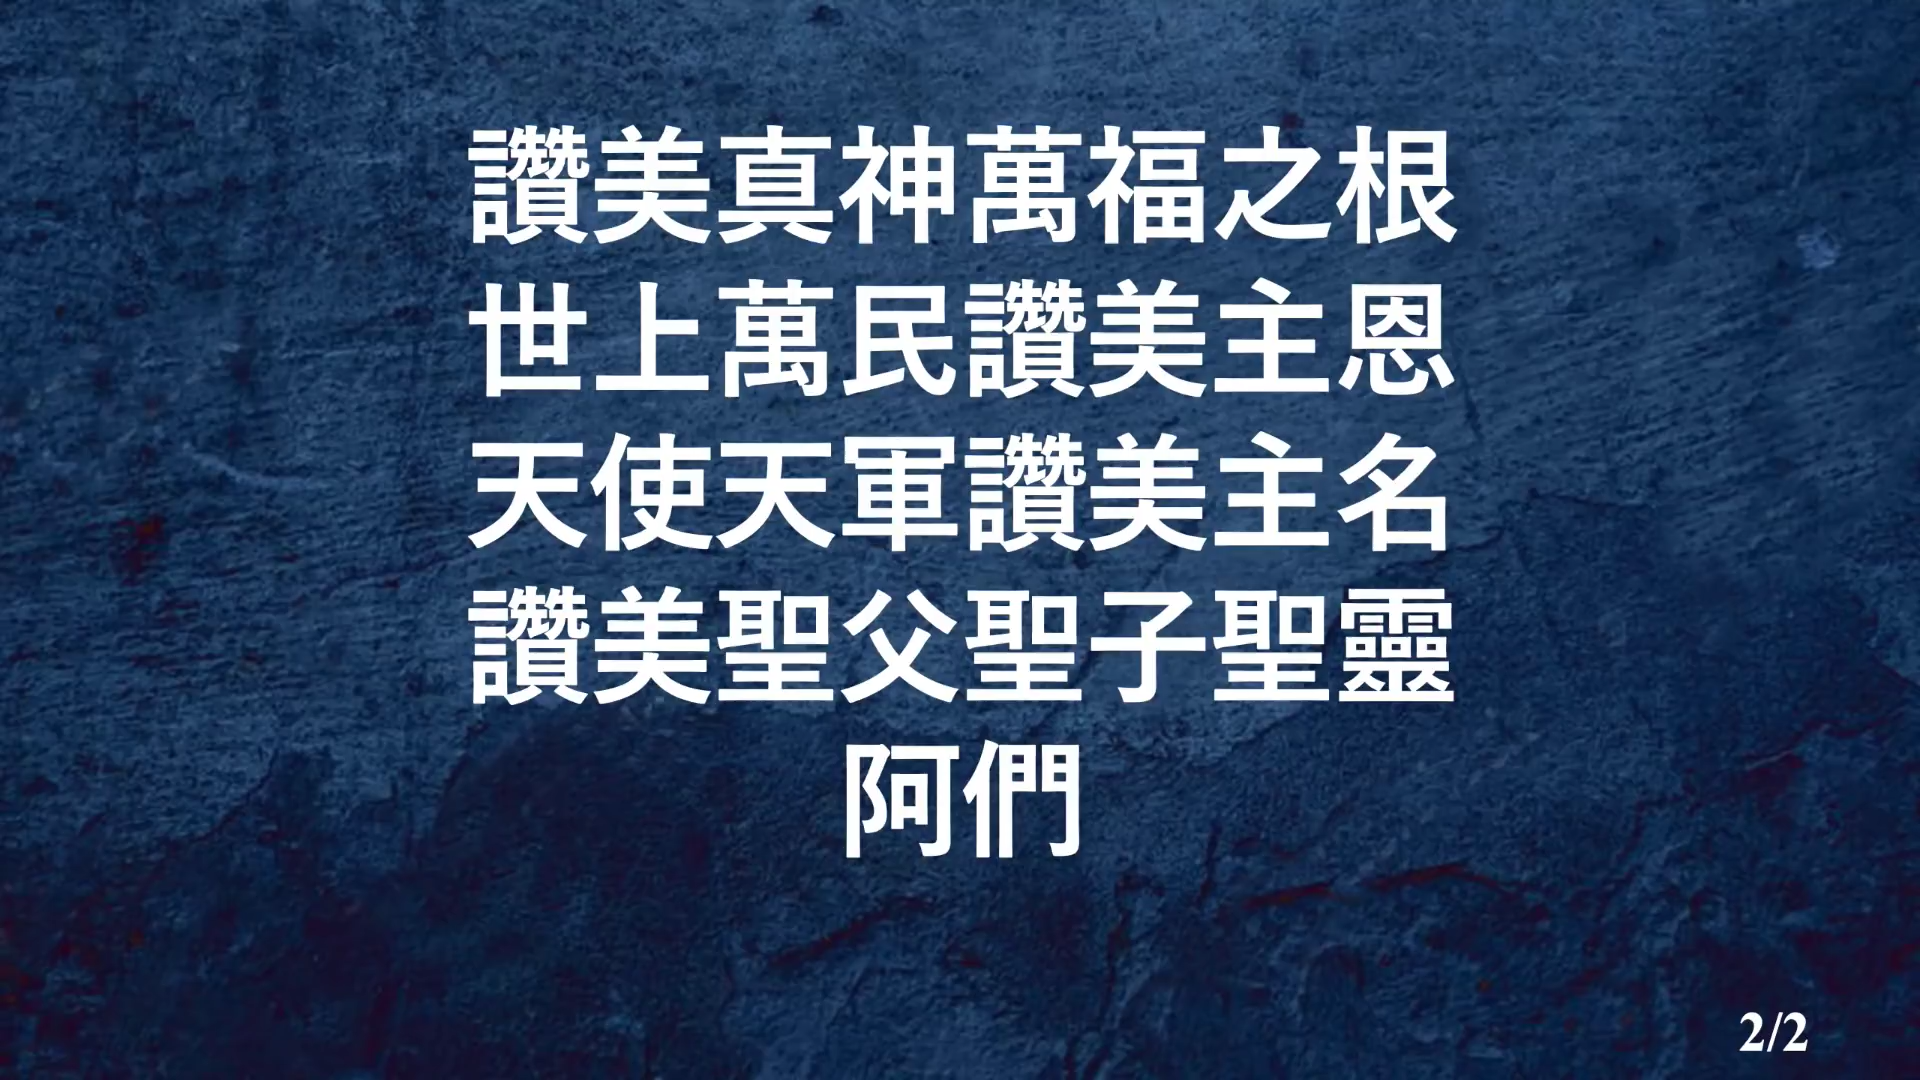 讚美真神萬福之根
世上萬民讚美主恩
天使天軍讚美主名
讚美聖父聖子聖靈
阿們
2/2